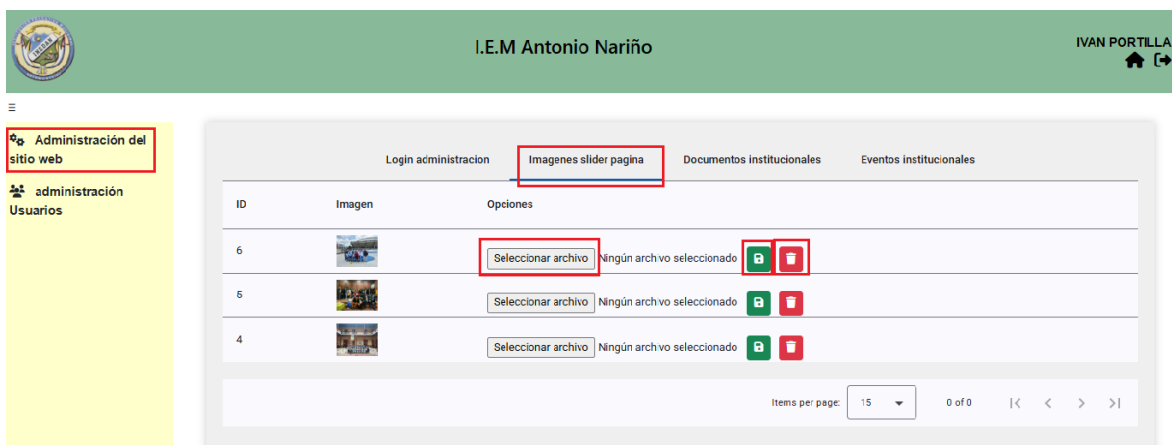 I.E.M Antonio Nariño
IVAN PORTILLA
Administración del
sitio web
administración
Usuarios
Login administracion Imagenes slider pagina Documentos institucionales Eventos institucionales
ID Imagen Opciones
6 Seleccionar archivo Ningún archivo seleccionado
5 Seleccionar archivo Ningún archivo seleccionado
4 Seleccionar archivo Ningún archivo seleccionado
Items per page: 15 0 of 0